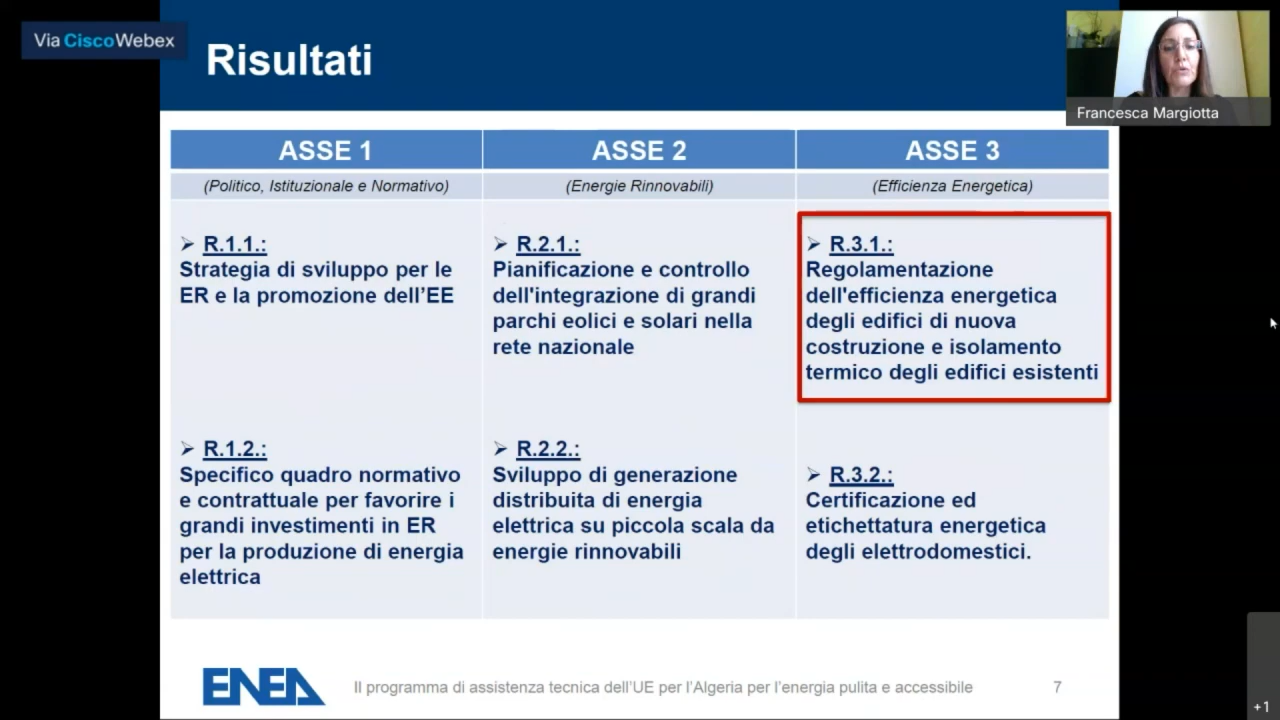 Via Cisco Webex
Risultati
Francesca Margiotta
ASSE 1
(Politico, Istituzionale e Normativo)
➢ R.1.1.:
Strategia di sviluppo per le
ER e la promozione dell’EE
➢ R.1.2.:
Specifico quadro normativo
e contrattuale per favorire i
grandi investimenti in ER
per la produzione di energia
elettrica
ASSE 2
(Energie Rinnovabili)
➢ R.2.1.:
Pianificazione e controllo
dell'integrazione di grandi
parchi eolici e solari nella
rete nazionale
➢ R.2.2.:
Sviluppo di generazione
distribuita di energia
elettrica su piccola scala da
energie rinnovabili
ASSE 3
(Efficienza Energetica)
➢ R.3.1.:
Regolamentazione
dell'efficienza energetica
degli edifici di nuova
costruzione e isolamento
termico degli edifici esistenti
➢ R.3.2.:
Certificazione ed
etichettatura energetica
degli elettrodomestici.
ENEA
Il programma di assistenza tecnica dell’UE per l’Algeria per l’energia pulita e accessibile
7
+1